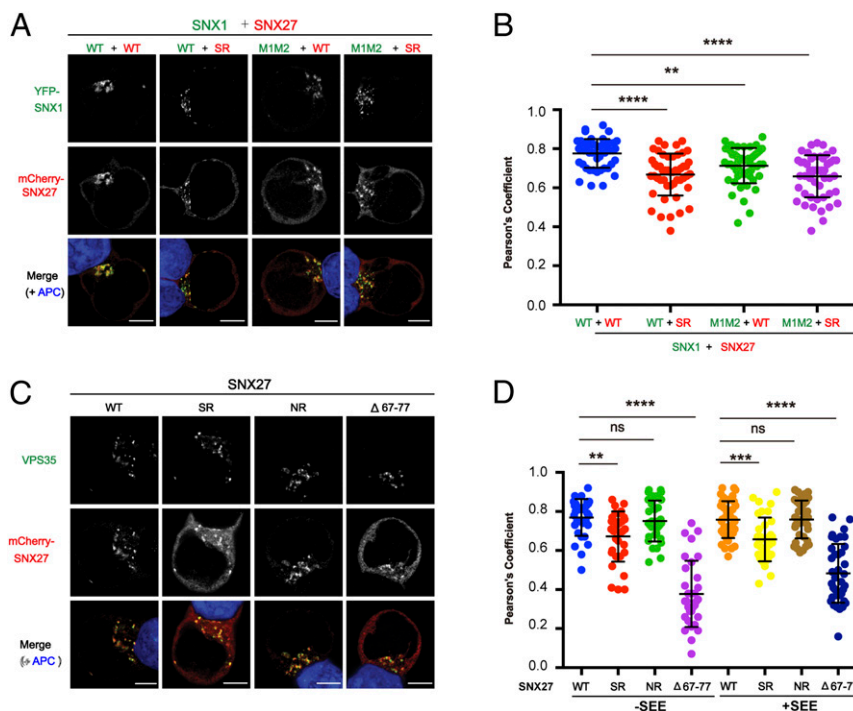 A
SNX1 + SNX27
WT + WT WT + SR M1M2 + WT M1M2 + SR
YFP-
SNX1
mCherry-
SNX27
Merge
(+ APC)
B
****
**
****
Pearson's Coefficient
1.0
0.8
0.6
0.4
0.2
0.0
WT + WT WT + SR M1M2 + WT M1M2 + SR
SNX1 + SNX27
C
SNX27
WT SR NR Δ 67-77
VPS35
mCherry-
SNX27
Merge
APC )
D
**** ****
ns ns
** ***
Pearson's Coefficient
1.0
0.8
0.6
0.4
0.2
0.0
SNX27 WT SR NR Δ 67-77 WT SR NR Δ 67-7
-SEE +SEE